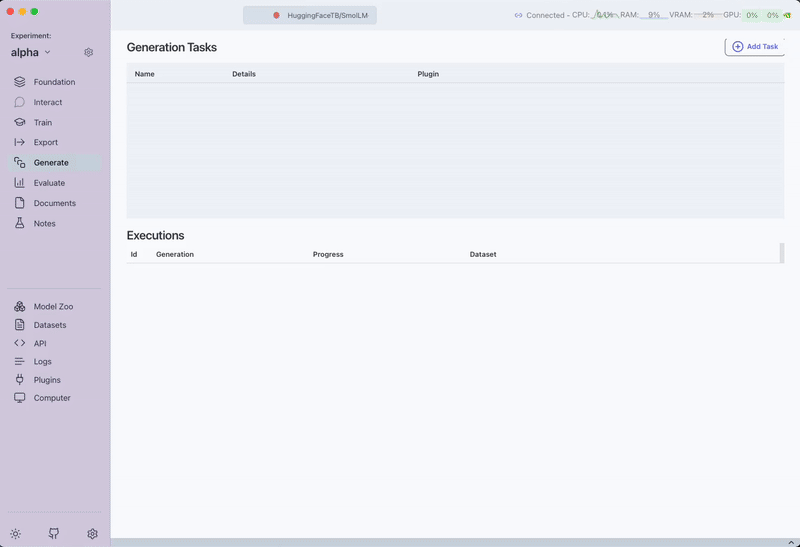 HuggingFaceTB/SmolLM-
Connected - CPU: RAM: 9% VRAM: 2% GPU: 0% 0%
Experiment:
alpha
Generation Tasks
Add Task
Foundation
Interact
Train
Export
Generate
Evaluate
Documents
Notes
Name Details Plugin
Executions
Id Generation Progress Dataset
Model Zoo
Datasets
API
Logs
Plugins
Computer